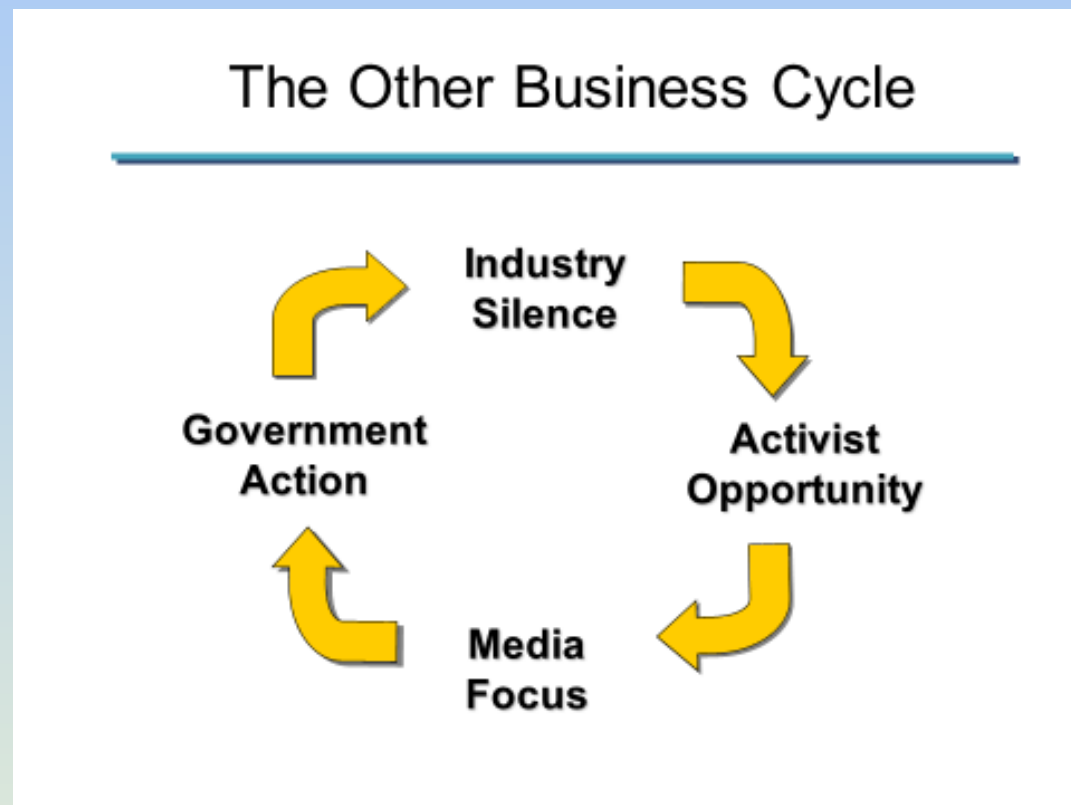 The Other Business Cycle
Industry
Silence
Activist
Opportunity
Media
Focus
Government
Action